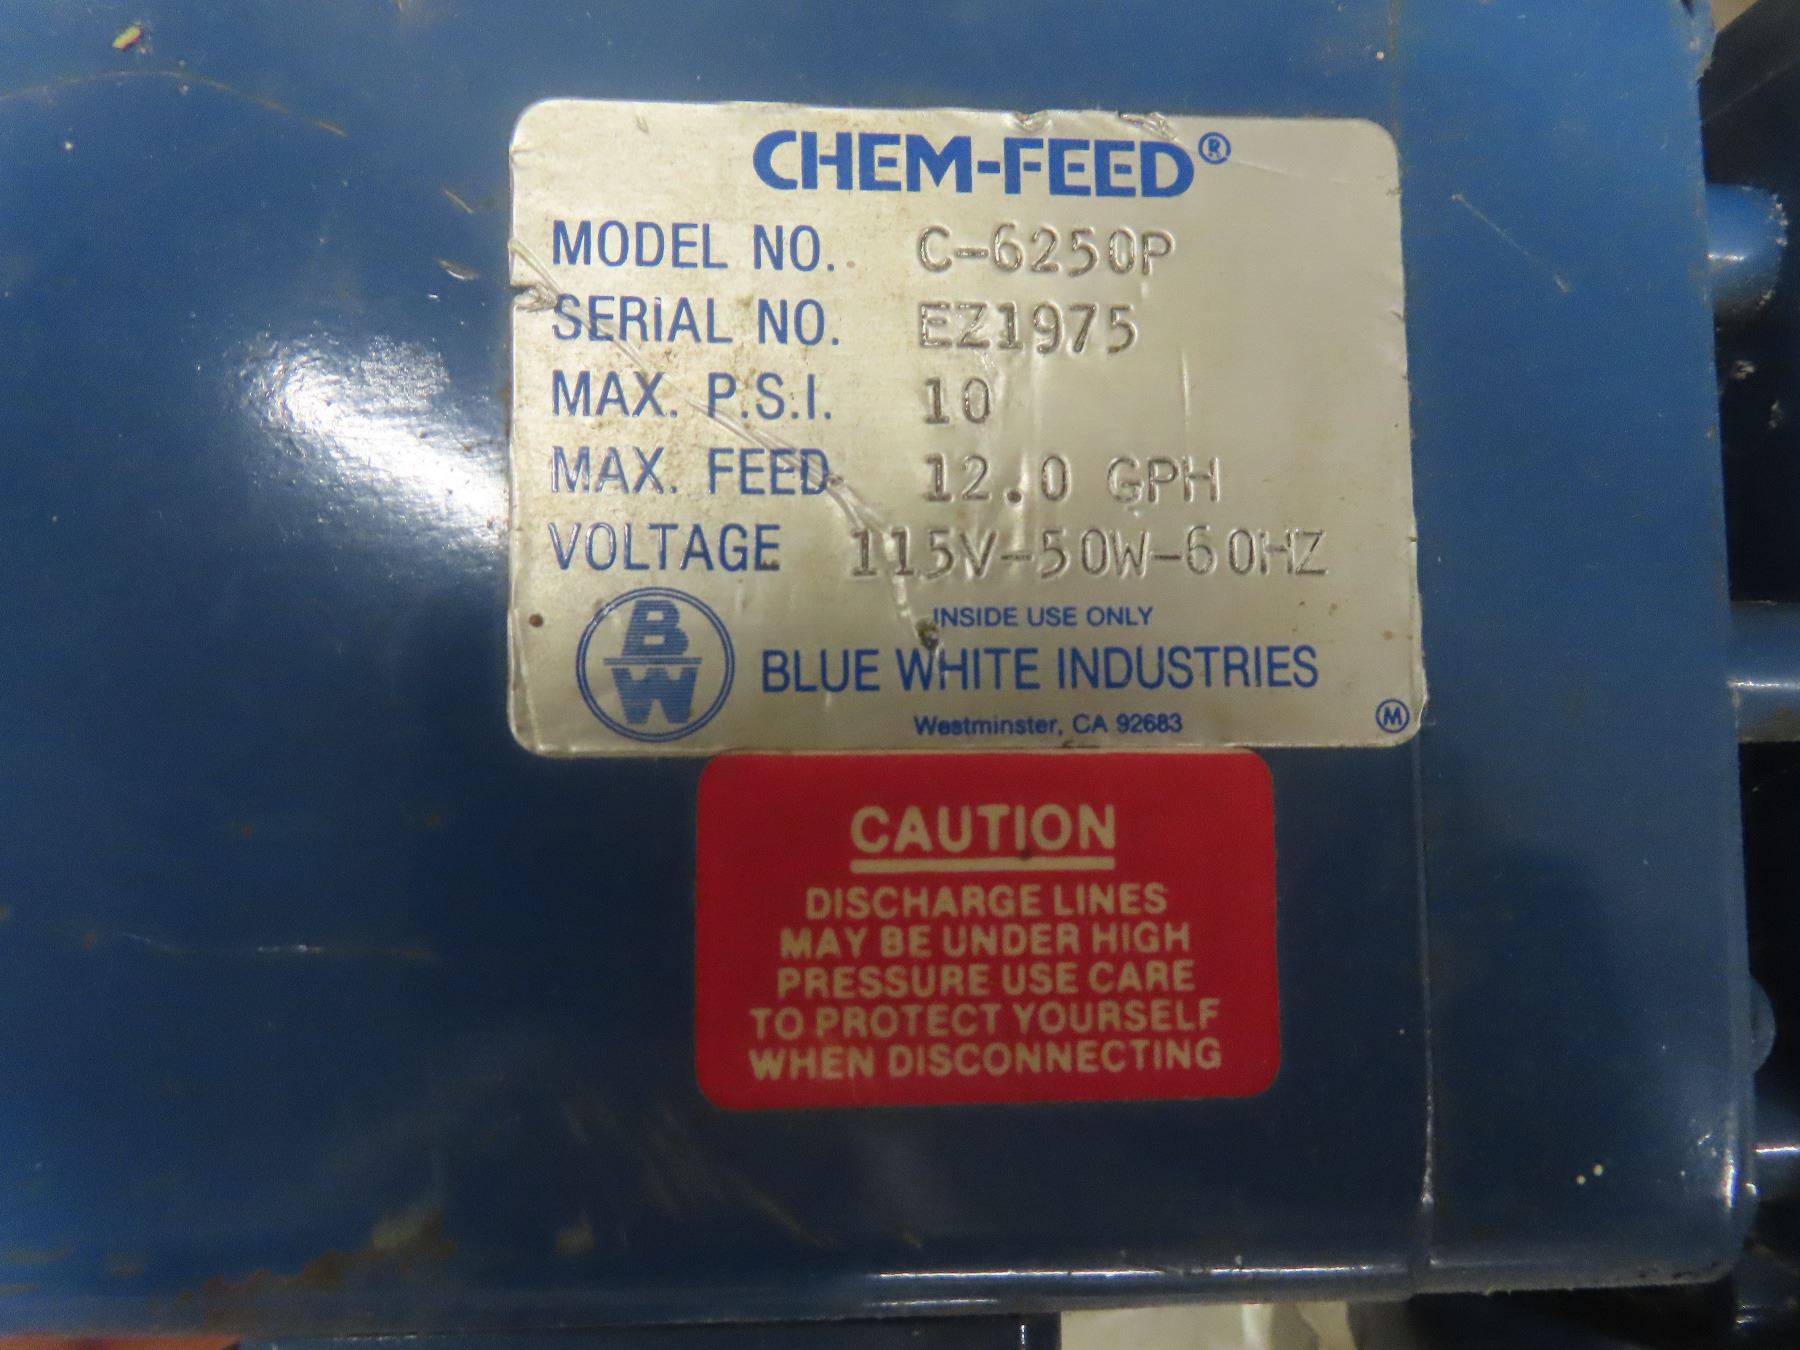 CHEM-FEED®
MODEL NO. C-6250P
SERIAL NO. EZ1975
MAX. P.S.I. 10
MAX. FEED 12.0 GPH
VOLTAGE 115V-50W-60HZ
INSIDE USE ONLY
B
W
BLUE WHITE INDUSTRIES
Westminster, CA 92683
M
CAUTION
DISCHARGE LINES
MAY BE UNDER HIGH
PRESSURE USE CARE
TO PROTECT YOURSELF
WHEN DISCONNECTING